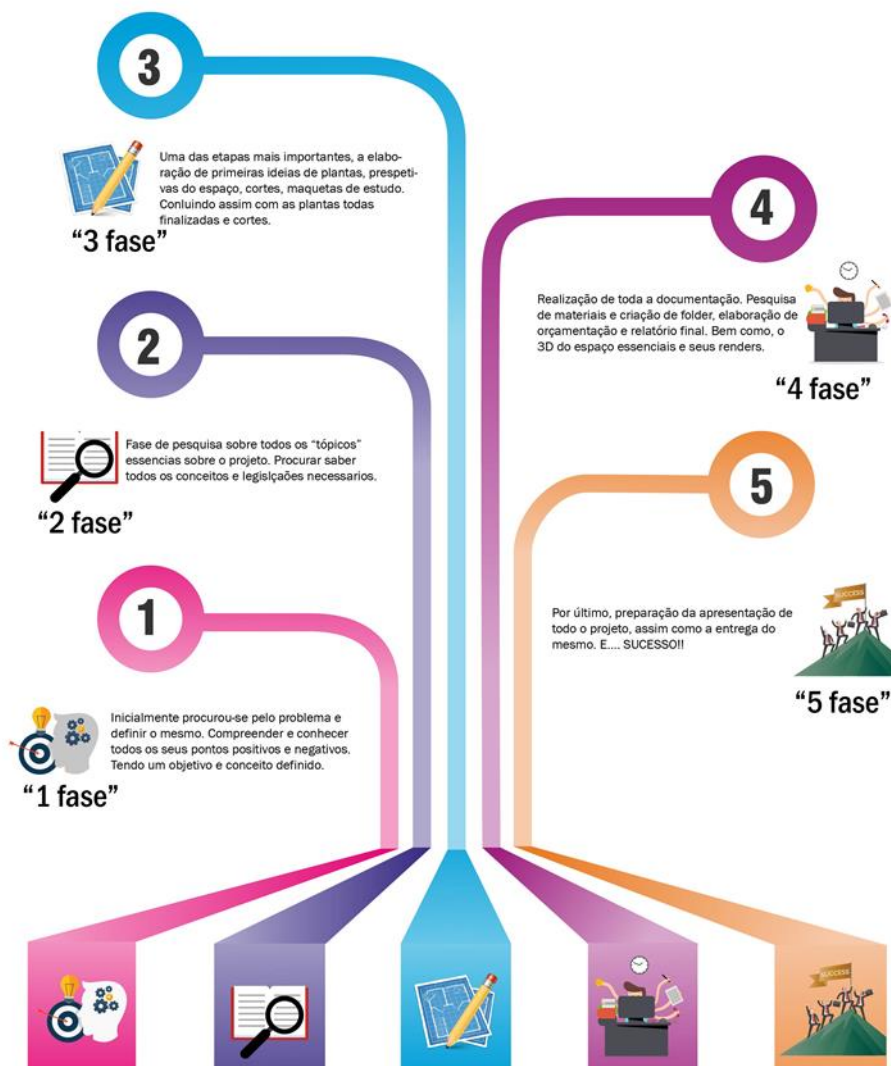 3
Uma das etapas mais importantes, a elabo-
ração de primeiras ideias de plantas, prespeti-
vas do espaço, cortes, maquetas de estudo.
Conluindo assim com as plantas todas
finalizadas e cortes.
“3 fase”
4
Realização de toda a documentação. Pesquisa
de materiais e criação de folder, elaboração de
orçamentação e relatório final. Bem como, o
3D do espaço essenciais e seus renders.
“4 fase”
2
Fase de pesquisa sobre todos os “tópicos”
essencias sobre o projeto. Procurar saber
todos os conceitos e legislçaões necessarios.
“2 fase”
5
Por último, preparação da apresentação de
todo o projeto, assim como a entrega do
mesmo. E.... SUCESSO!!
SUCCESS
“5 fase”
1
Inicialmente procurou-se pelo problema e
definir o mesmo. Compreender e conhecer
todos os seus pontos positivos e negativos.
Tendo um objetivo e conceito definido.
“1 fase”
SUCCESS